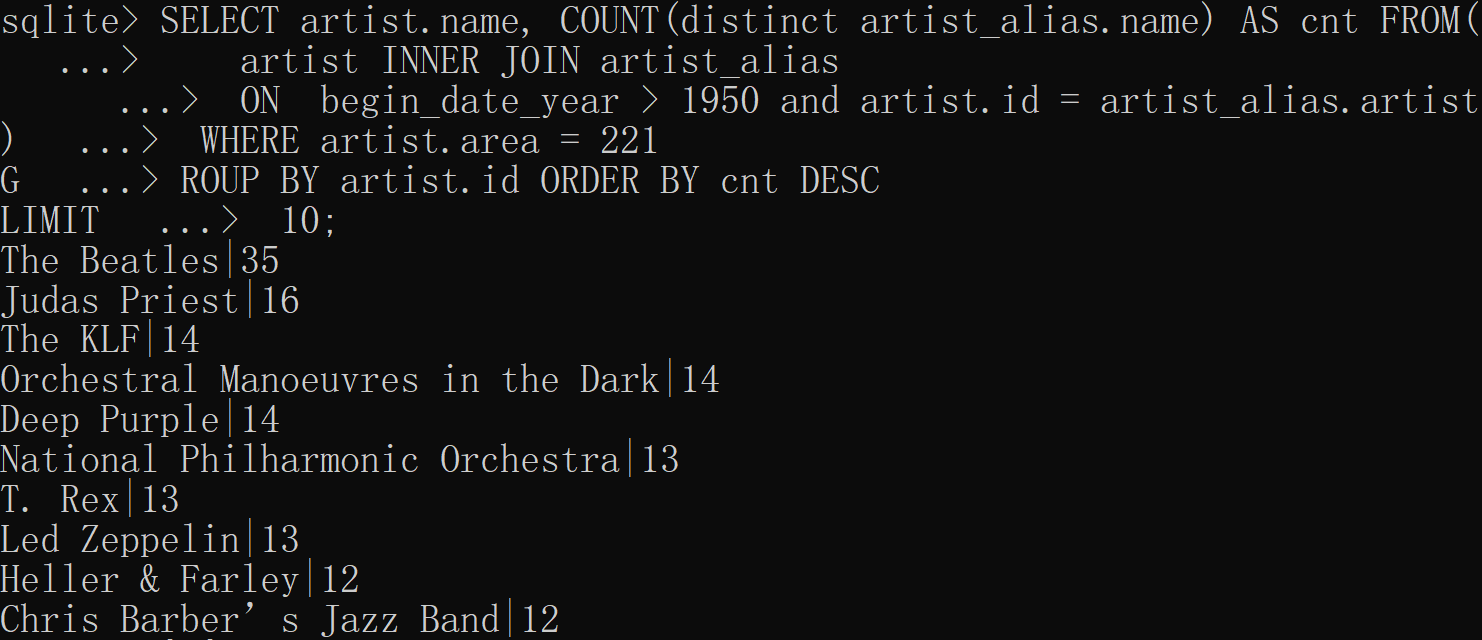 sqlite> SELECT artist.name, COUNT(distinct artist_alias.name) AS cnt FROM(
   ...>     artist INNER JOIN artist_alias
      ...>  ON  begin_date_year > 1950 and artist.id = artist_alias.artist
)   ...>  WHERE artist.area = 221
G   ...> ROUP BY artist.id ORDER BY cnt DESC
LIMIT   ...>  10;
The Beatles|35
Judas Priest|16
The KLF|14
Orchestral Manoeuvres in the Dark|14
Deep Purple|14
National Philharmonic Orchestra|13
T. Rex|13
Led Zeppelin|13
Heller & Farley|12
Chris Barber’s Jazz Band|12